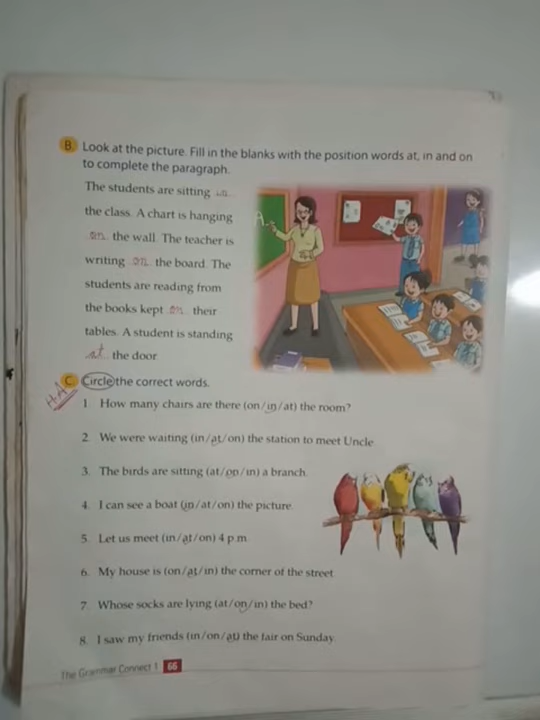 B. Look at the picture. Fill in the blanks with the position words at, in and on
to complete the paragraph.
The students are sitting in
the class. A chart is hanging
on the wall. The teacher is
writing on the board. The
students are reading from
the books kept on their
tables. A student is standing
at the door
H.A C. Circle the correct words.
1. How many chairs are there (on/in/at) the room?
2. We were waiting (in/at/on) the station to meet Uncle.
3. The birds are sitting (at/on/in) a branch.
4. I can see a boat (in/at/on) the picture.
5. Let us meet (in/at/on) 4 p.m.
6. My house is (on/at/in) the corner of the street
7. Whose socks are lying (at/on/in) the bed?
8. I saw my friends (in/on/at) the fair on Sunday.
The Grammar Connect 1 66